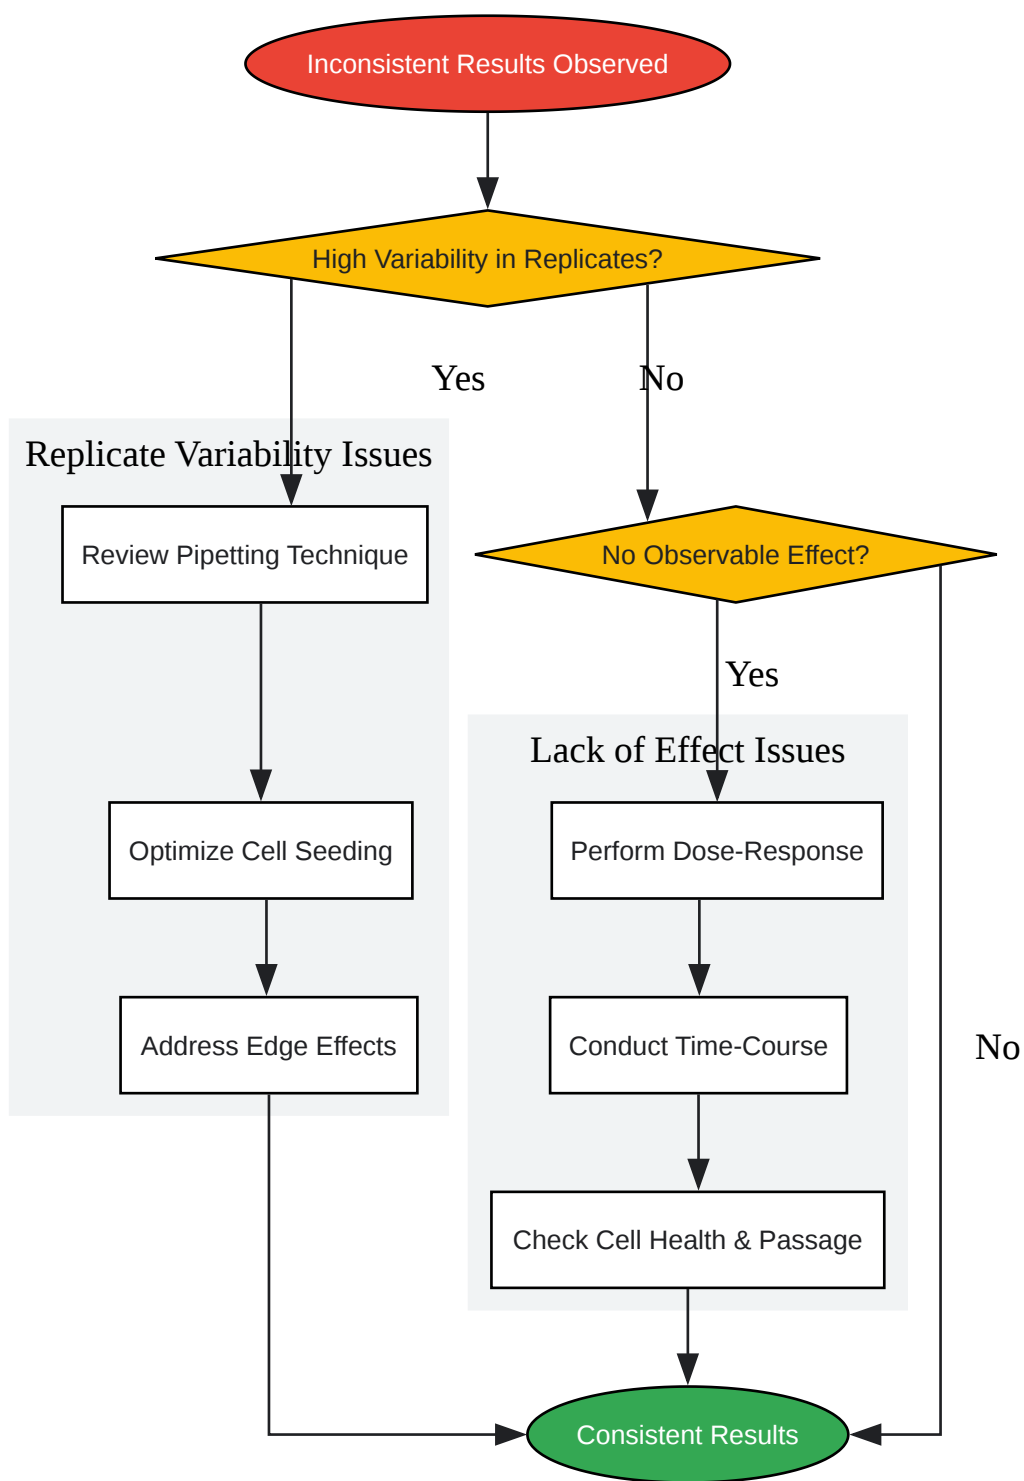 Inconsistent Results Observed
High Variability in Replicates?
Yes
No
Replicate Variability Issues
Review Pipetting Technique
No Observable Effect?
Yes
Lack of Effect Issues
Optimize Cell Seeding
Perform Dose-Response
Address Edge Effects
Conduct Time-Course
No
Check Cell Health & Passage
Consistent Results